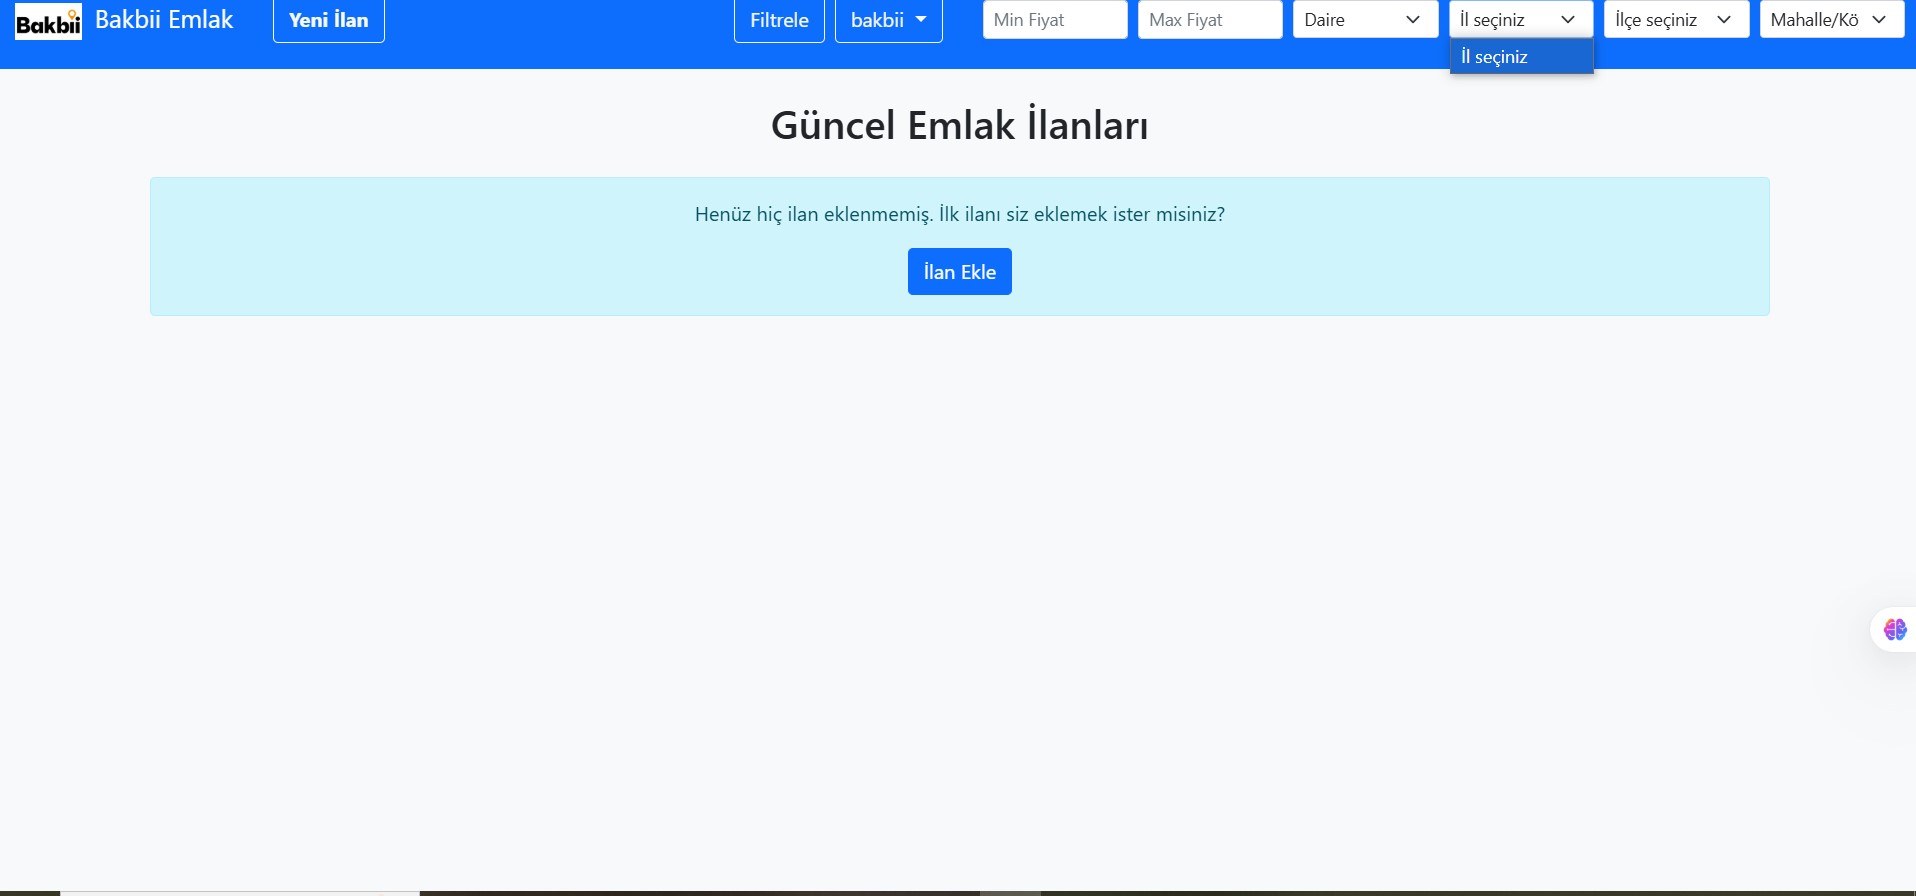 Bakbii Bakbii Emlak Yeni İlan Filtrele bakbii Min Fiyat Max Fiyat Daire İl seçiniz İlçe seçiniz Mahalle/Kö
İl seçiniz
Güncel Emlak İlanları
Henüz hiç ilan eklenmemiş. İlk ilanı siz eklemek ister misiniz?
İlan Ekle